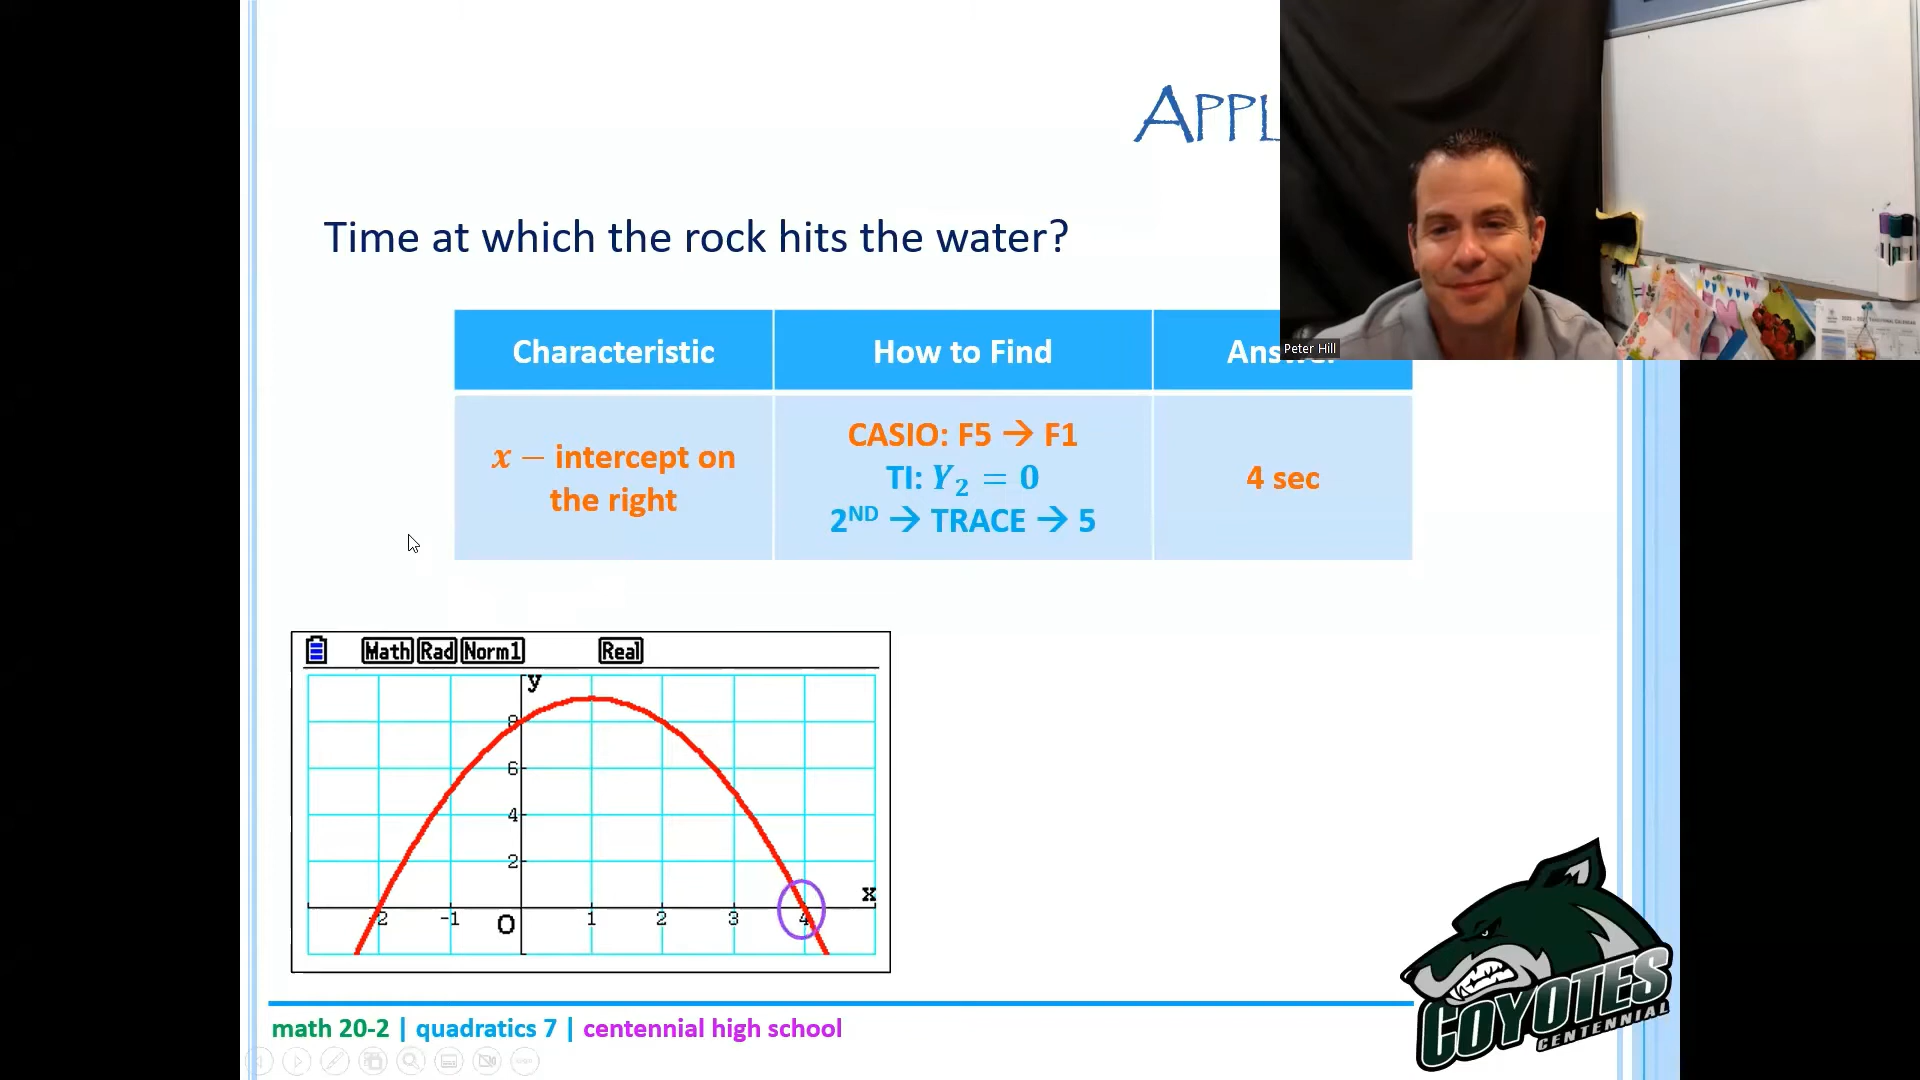 APPL
Time at which the rock hits the water?
Characteristic
How to Find
Answer
x – intercept on
the right
CASIO: F5 → F1
TI: Y₂ = 0
2ᴺᴰ → TRACE → 5
4 sec
Peter Hill
Math Rad Norm1 Real
y
8
6
4
2
x
-2 -1 O 1 2 3 4
COYOTES
CENTENNIAL
math 20-2 | quadratics 7 | centennial high school